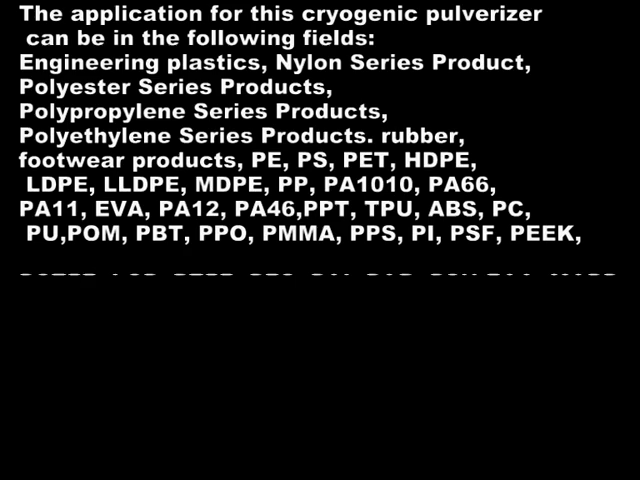 The application for this cryogenic pulverizer
can be in the following fields:
Engineering plastics, Nylon Series Product,
Polyester Series Products,
Polypropylene Series Products,
Polyethylene Series Products. rubber,
footwear products, PE, PS, PET, HDPE,
LDPE, LLDPE, MDPE, PP, PA1010, PA66,
PA11, EVA, PA12, PA46,PPT, TPU, ABS, PC,
PU,POM, PBT, PPO, PMMA, PPS, PI, PSF, PEEK,